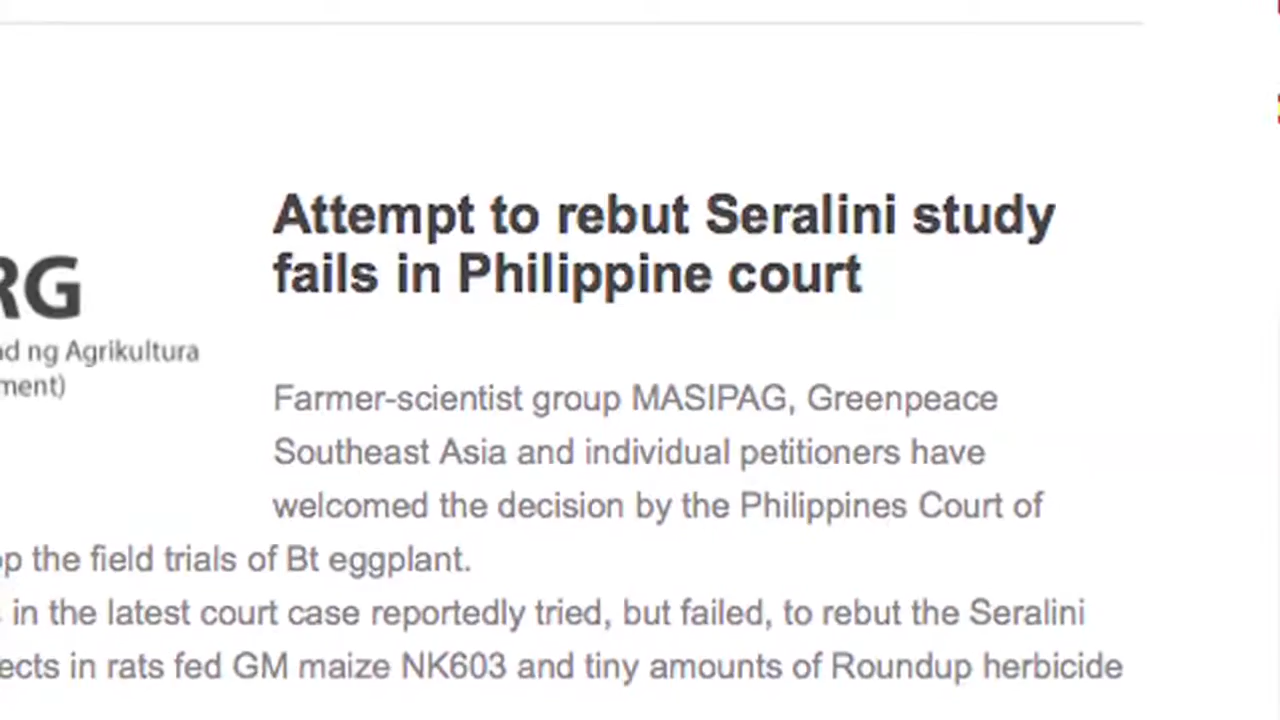 Attempt to rebut Seralini study
fails in Philippine court
RG
ng Agrikultura
Farmer-scientist group MASIPAG, Greenpeace
Southeast Asia and individual petitioners have
welcomed the decision by the Philippines Court of
the field trials of Bt eggplant.
in the latest court case reportedly tried, but failed, to rebut the Seralini
in rats fed GM maize NK603 and tiny amounts of Roundup herbicide